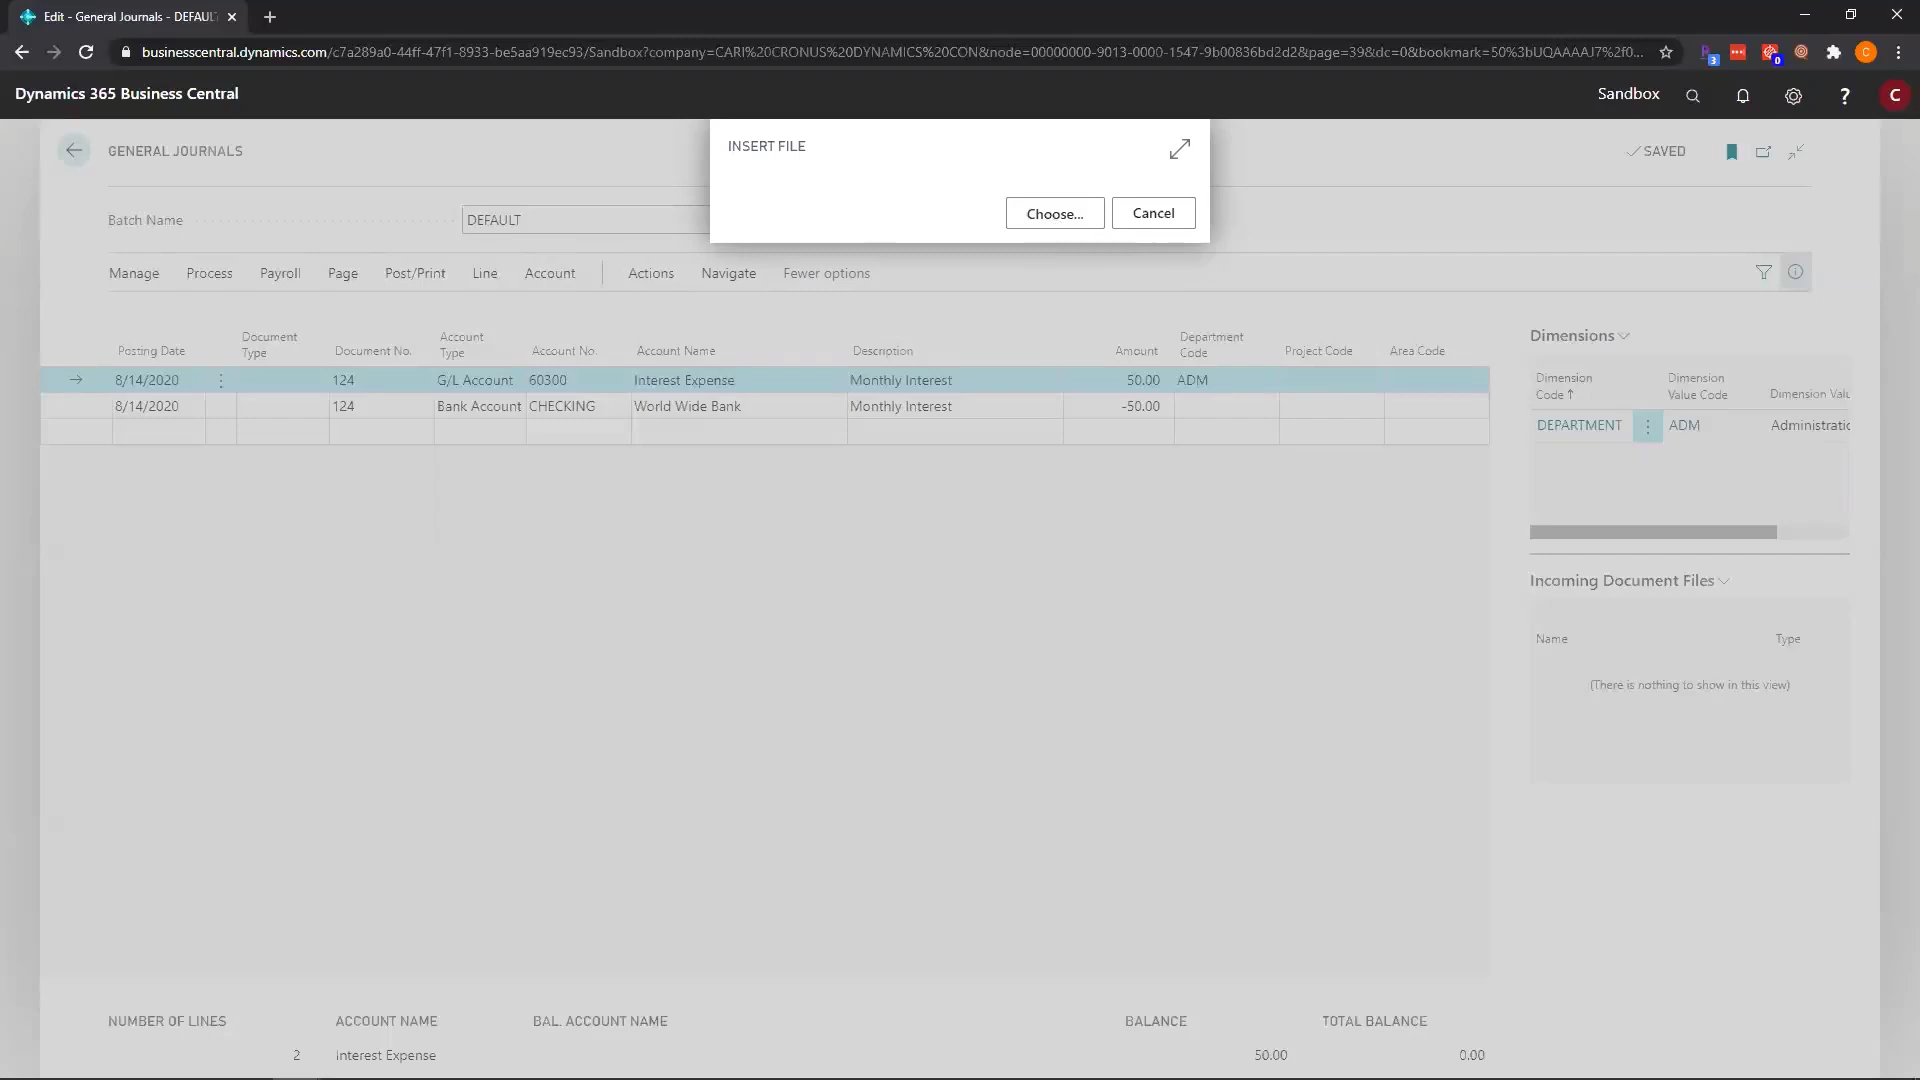 Edit - General Journals - DEFAUL
businesscentral.dynamics.com/c7a289a0-44ff-47f1-8933-be5aa919ec93/Sandbox?company=CARI%20CRONUS%20DYNAMICS%20CON&node=00000000-9013-0000-1547-9b00836bd2d2&page=39&dc=0&bookmark=50%3bUQAAAAJ7%2f0...
3
0
C
Dynamics 365 Business Central
Sandbox
?
C
GENERAL JOURNALS
INSERT FILE
SAVED
Choose...
Cancel
Batch Name
DEFAULT
Manage Process Payroll Page Post/Print Line Account Actions Navigate Fewer options
Posting Date Document Type Document No. Account Type Account No. Account Name Description Amount Department Code Project Code Area Code
8/14/2020 124 G/L Account 60300 Interest Expense Monthly Interest 50.00 ADM
8/14/2020 124 Bank Account CHECKING World Wide Bank Monthly Interest -50.00
Dimensions
Dimension Code ↑ Dimension Value Code Dimension Valu
DEPARTMENT ADM Administratic
Incoming Document Files
Name Type
(There is nothing to show in this view)
NUMBER OF LINES ACCOUNT NAME BAL. ACCOUNT NAME BALANCE TOTAL BALANCE
2 Interest Expense 50.00 0.00